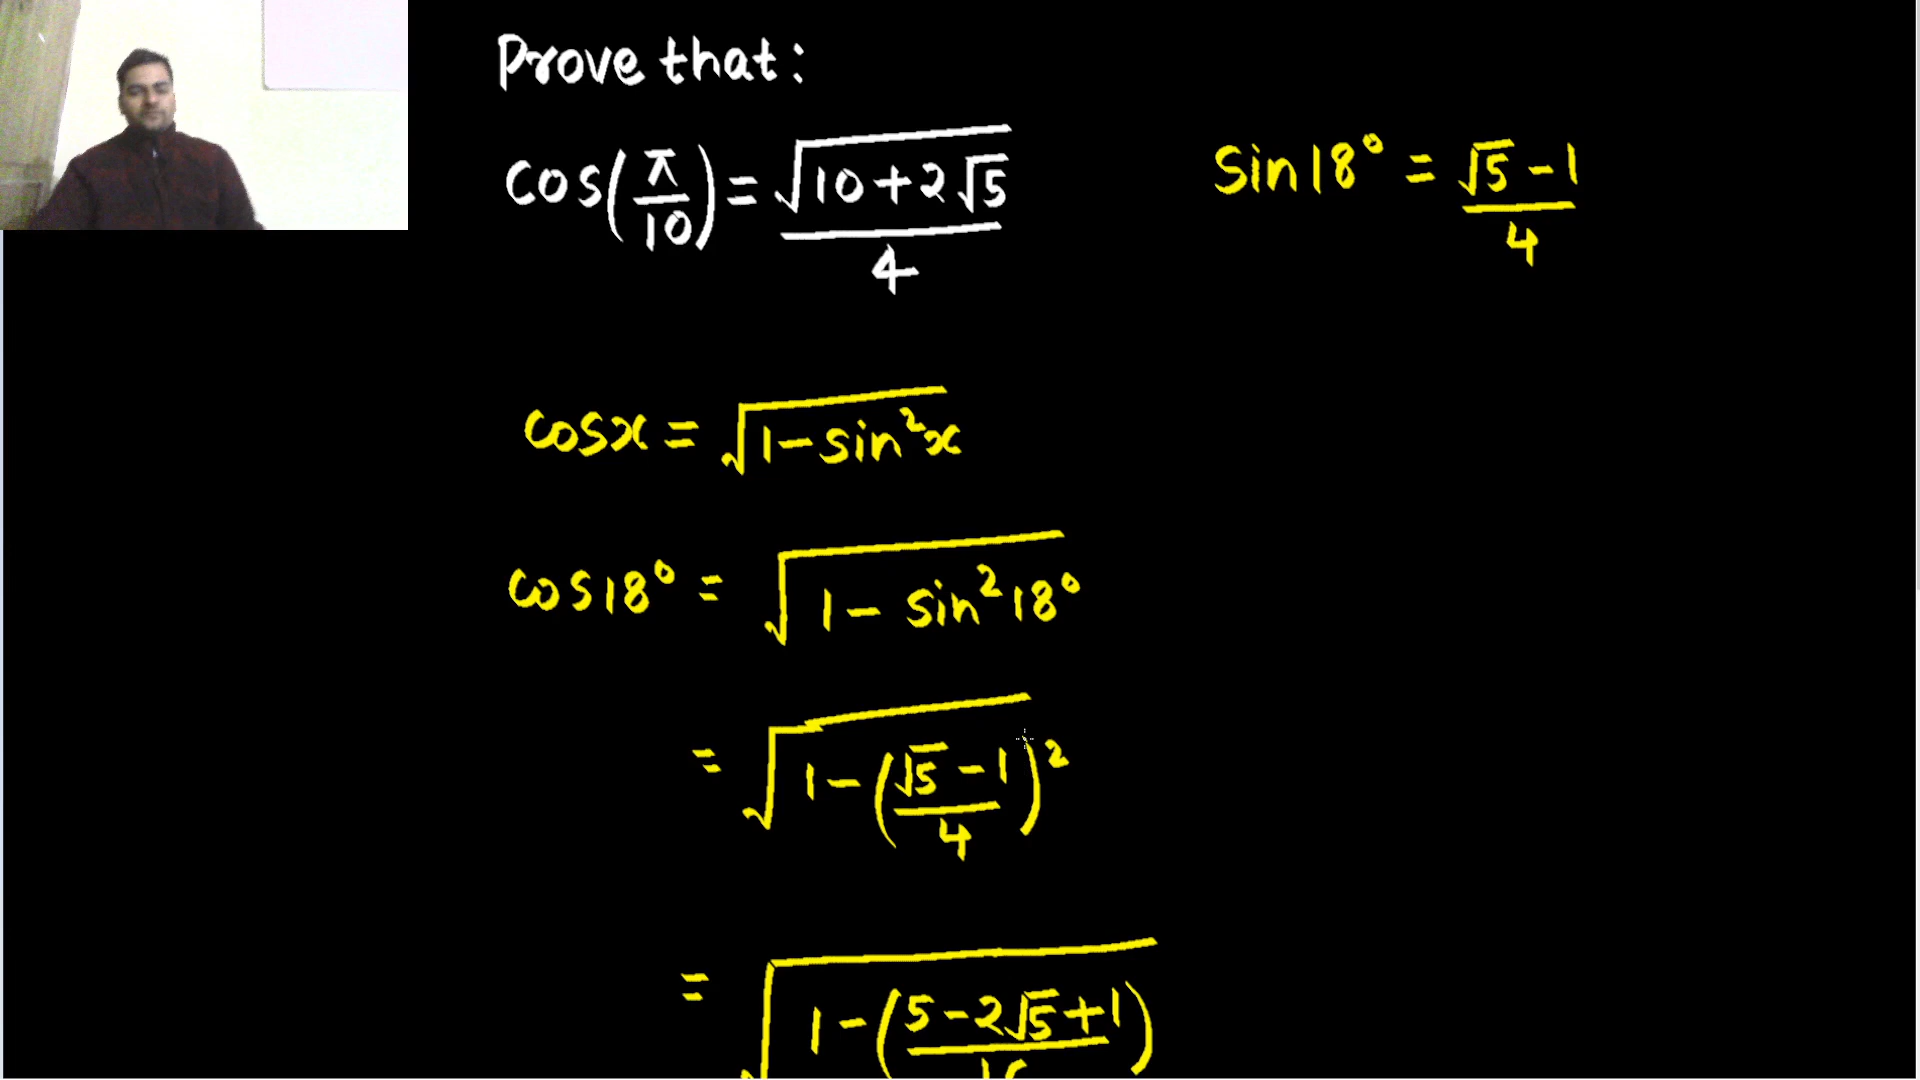 Prove that:
cos(π/10) = √(10+2√5)/4
sin18° = (√5-1)/4
cosx = √(1-sin²x)
cos18° = √(1-sin²18°)
= √(1-((√5-1)/4)²)
= √(1-((5-2√5+1)/16))